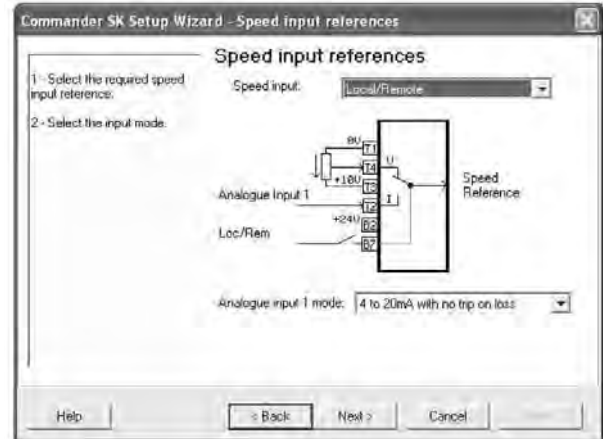 Commander SK Setup Wizard - Speed input references
Speed input references
1 - Select the required speed
input reference.
2 - Select the input mode.
Speed input:
Local/Remote
0V
T1
T4
U
+10V
T3
Speed
Reference
Analogue Input 1
T2
I
+24V
B2
Loc/Rem
B7
Analogue input 1 mode:
4 to 20mA with no trip on loss
Help
< Back
Next >
Cancel